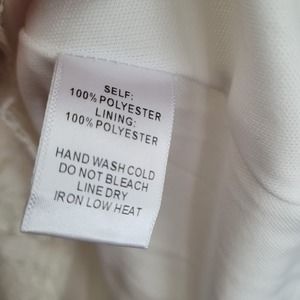 SELF:
100% POLYESTER
LINING:
100% POLYESTER
HAND WASH COLD
DO NOT BLEACH
LINE DRY
IRON LOW HEAT